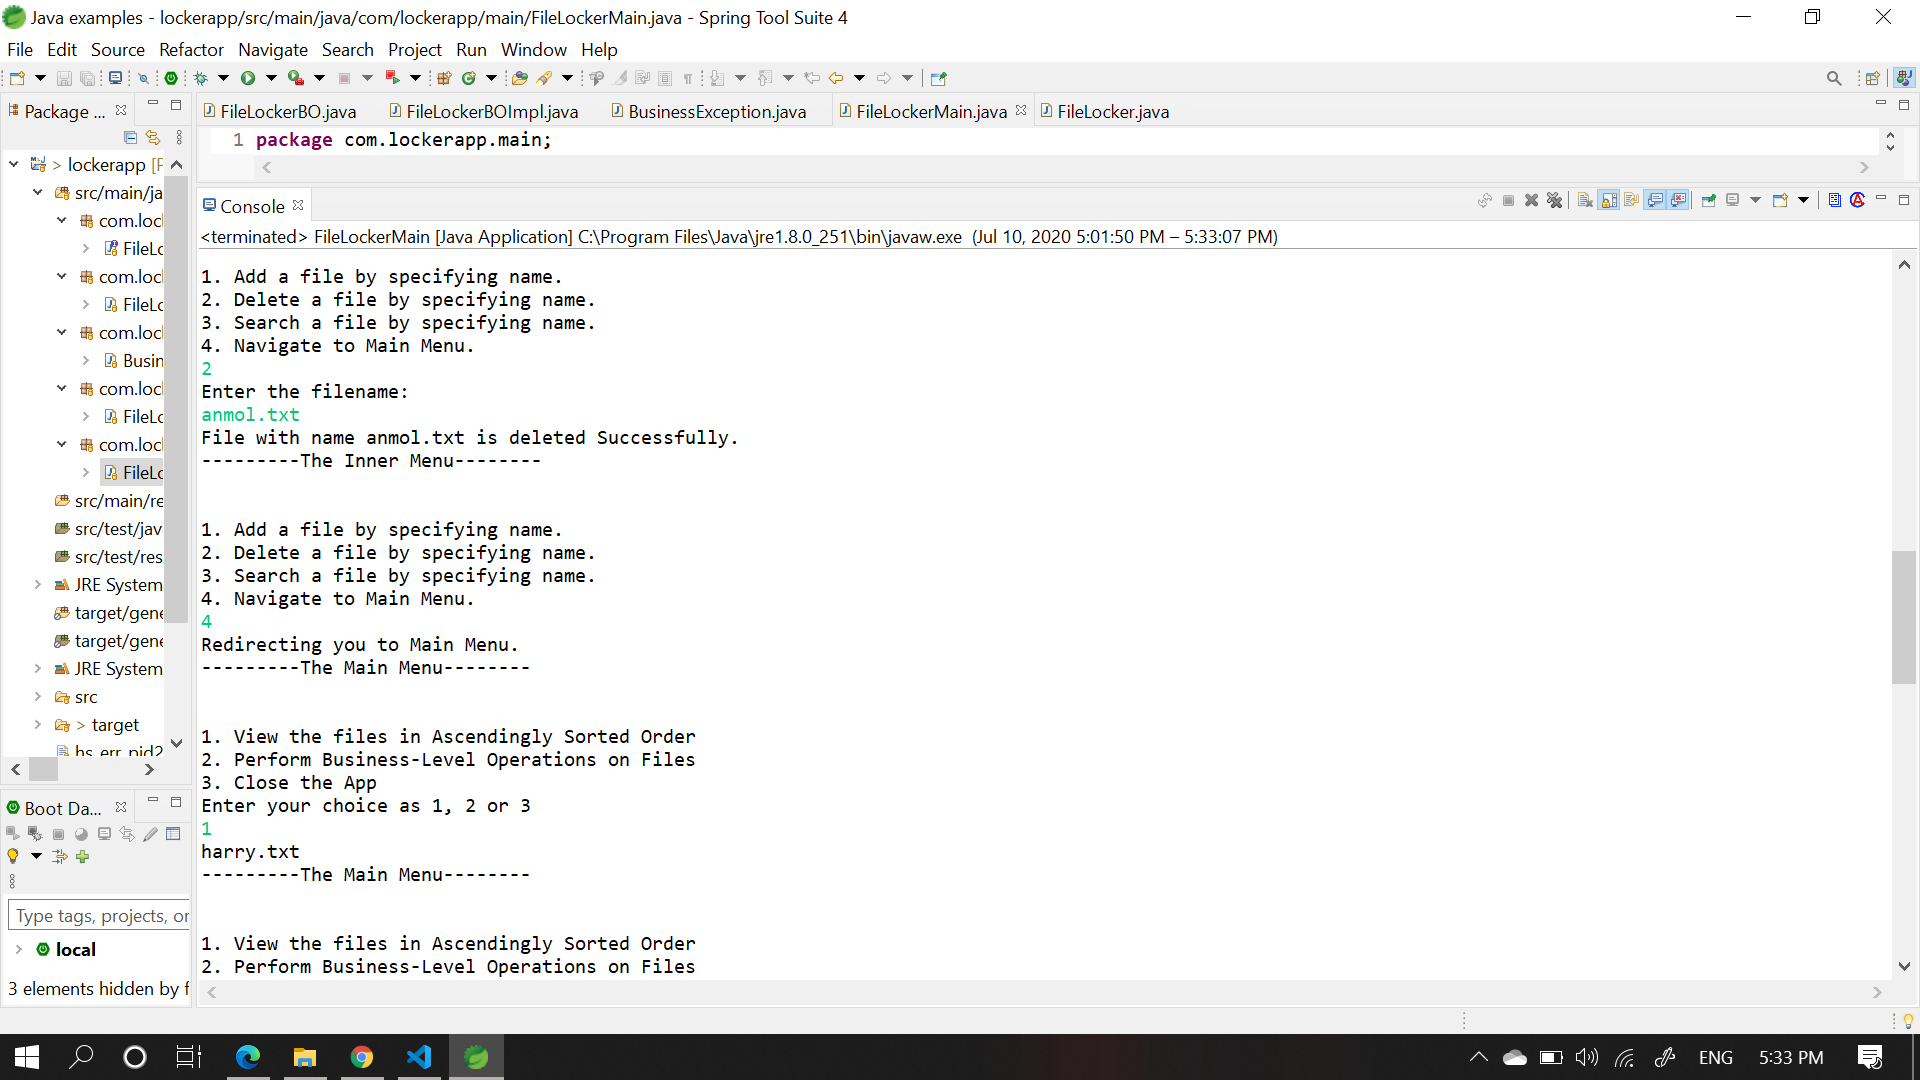 Java examples - lockerapp/src/main/java/com/lockerapp/main/FileLockerMain.java - Spring Tool Suite 4
File Edit Source Refactor Navigate Search Project Run Window Help
Package ...
FileLockerBO.java FileLockerBOImpl.java BusinessException.java FileLockerMain.java FileLocker.java
1 package com.lockerapp.main;
> lockerapp [
src/main/ja
com.loc
FileLo
com.loc
FileLo
com.loc
Busin
com.loc
FileLo
com.loc
FileLo
src/main/re
src/test/jav
src/test/res
JRE System
target/gene
target/gene
JRE System
src
> target
hs_err_pid2
Console
<terminated> FileLockerMain [Java Application] C:\Program Files\Java\jre1.8.0_251\bin\javaw.exe (Jul 10, 2020 5:01:50 PM – 5:33:07 PM)
1. Add a file by specifying name.
2. Delete a file by specifying name.
3. Search a file by specifying name.
4. Navigate to Main Menu.
2
Enter the filename:
anmol.txt
File with name anmol.txt is deleted Successfully.
---------The Inner Menu--------
1. Add a file by specifying name.
2. Delete a file by specifying name.
3. Search a file by specifying name.
4. Navigate to Main Menu.
4
Redirecting you to Main Menu.
---------The Main Menu--------
1. View the files in Ascendingly Sorted Order
2. Perform Business-Level Operations on Files
3. Close the App
Enter your choice as 1, 2 or 3
1
harry.txt
---------The Main Menu--------
1. View the files in Ascendingly Sorted Order
2. Perform Business-Level Operations on Files
Boot Da...
Type tags, projects, or
local
3 elements hidden by f
ENG 5:33 PM